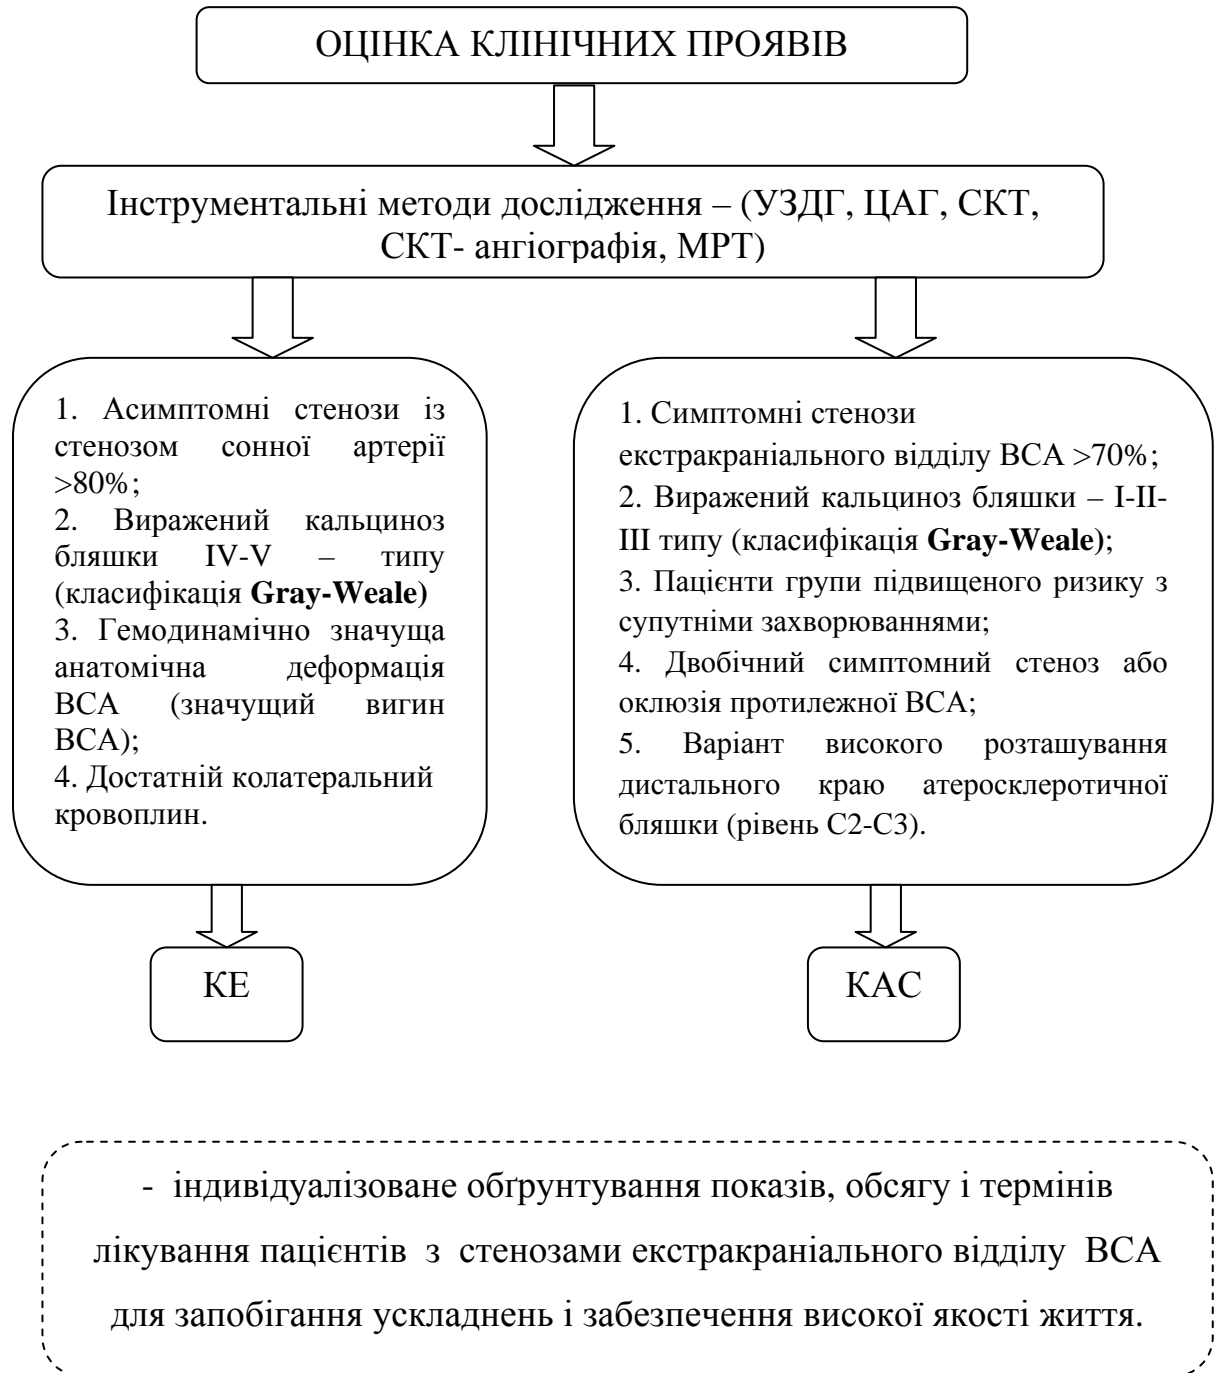 ОЦІНКА КЛІНІЧНИХ ПРОЯВІВ
Інструментальні методи дослідження – (УЗДГ, ЦАГ, СКТ,
СКТ- ангіографія, МРТ)
1. Асимптомні стенози із
стенозом сонної артерії
>80%;
2. Виражений кальциноз
бляшки IV-V – типу
(класифікація Gray-Weale)
3. Гемодинамічно значуща
анатомічна деформація
ВСА (значущий вигин
ВСА);
4. Достатній колатеральний
кровоплин.
1. Симптомні стенози
екстракраніального відділу ВСА >70%;
2. Виражений кальциноз бляшки – I-II-
III типу (класифікація Gray-Weale);
3. Пацієнти групи підвищеного ризику з
супутніми захворюваннями;
4. Двобічний симптомний стеноз або
оклюзія протилежної ВСА;
5. Варіант високого розташування
дистального краю атеросклеротичної
бляшки (рівень С2-С3).
КЕ
КАС
- індивідуалізоване обґрунтування показів, обсягу і термінів
лікування пацієнтів з стенозами екстракраніального відділу ВСА
для запобігання ускладнень і забезпечення високої якості життя.